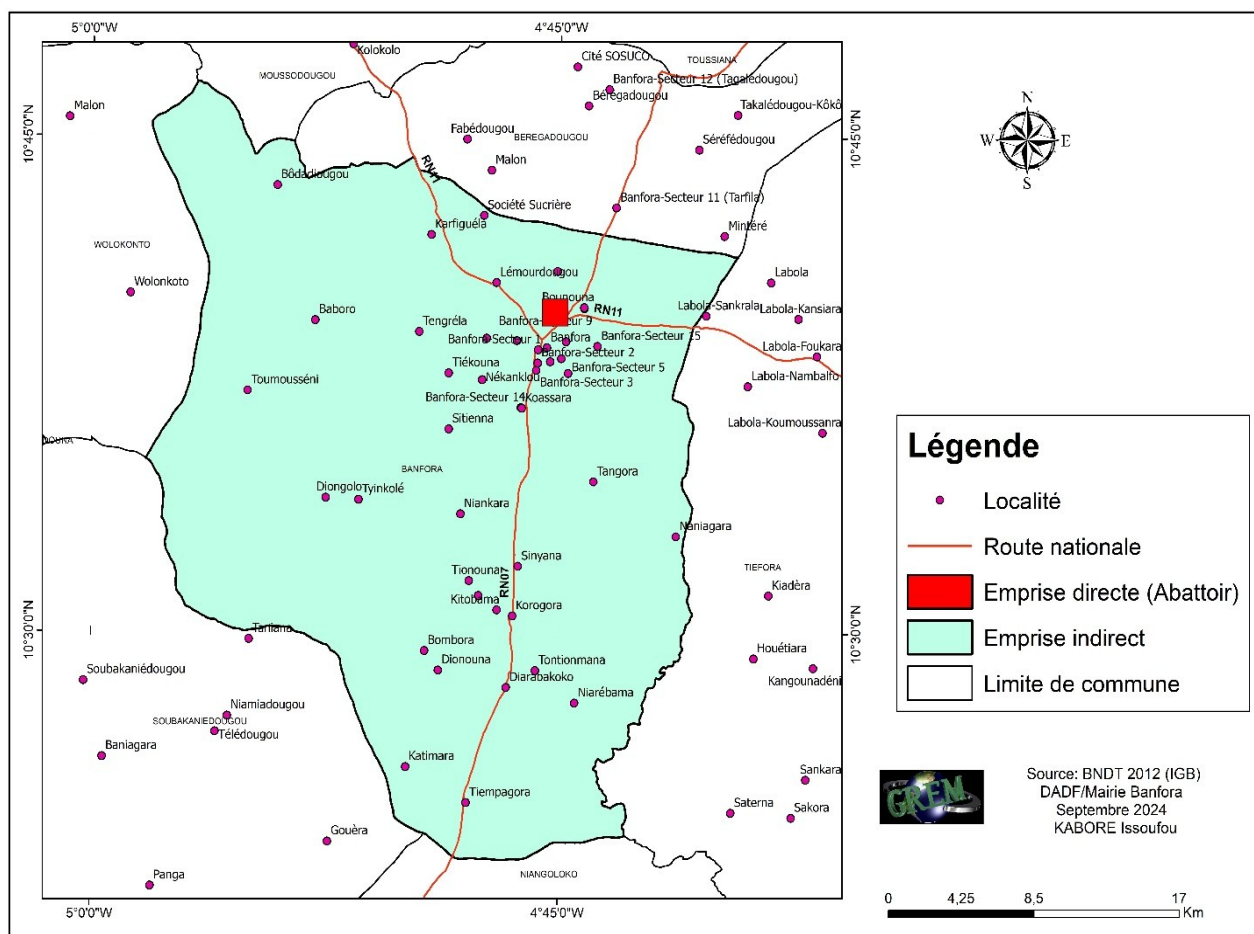 5°0'0"W
4°45'0"W
Kolokolo
Cité SOSUCO
TOUSSIANA
MOUSSODOUGOU
Banfora-Secteur 12 (Tagalédougou)
Malon
Béregadougou
Takalédougou-Kôkô
10°45'0"N
10°45'0"N
Fabédougou
BEREGADOUGOU
Séréfédougou
Malon
RN11
Bôdadiougou
Société Sucrière
Banfora-Secteur 11 (Tarfila)
Karfiguéla
Mintéré
WOLOKONTO
Wolonkoto
Lémourdougou
Labola
Bounouna
RN11
Baboro
Tengréla
Labola-Sankrala
Labola-Kansiara
Banfora
Banfora-Secteur 15
Banfora-Secteur 2
Labola-Foukara
Tiékouna
Banfora-Secteur 5
Nékanklou
Banfora-Secteur 3
Labola-Nambalfo
Toumousséni
Banfora-Secteur 14
Koassara
Sitienna
Labola-Koumoussanra
BANFORA
Tangora
Diongolo
Tyinkolé
Niankara
Naniagara
Sinyana
TIEFORA
Tionouna
RN07
Kiadèra
Kitobama
Korogora
10°30'0"N
10°30'0"N
Taniana
Bombora
Houétiara
Soubakaniédougou
Dionouna
Tontionmana
Kangounadéni
Diarabakoko
Niarébama
Niamiadougou
SOUBAKANIEDOUGOU
Télédougou
Baniagara
Katimara
Sankara
Tiempagora
Saterna
Sakora
Gouèra
NIANGOLOKO
Panga
5°0'0"W
4°45'0"W
N
W
E
S
Légende
Localité
Route nationale
Emprise directe (Abattoir)
Emprise indirect
Limite de commune
GREM
Source: BNDT 2012 (IGB)
DADF/Mairie Banfora
Septembre 2024
KABORE Issoufou
0
4,25
8,5
17
Km